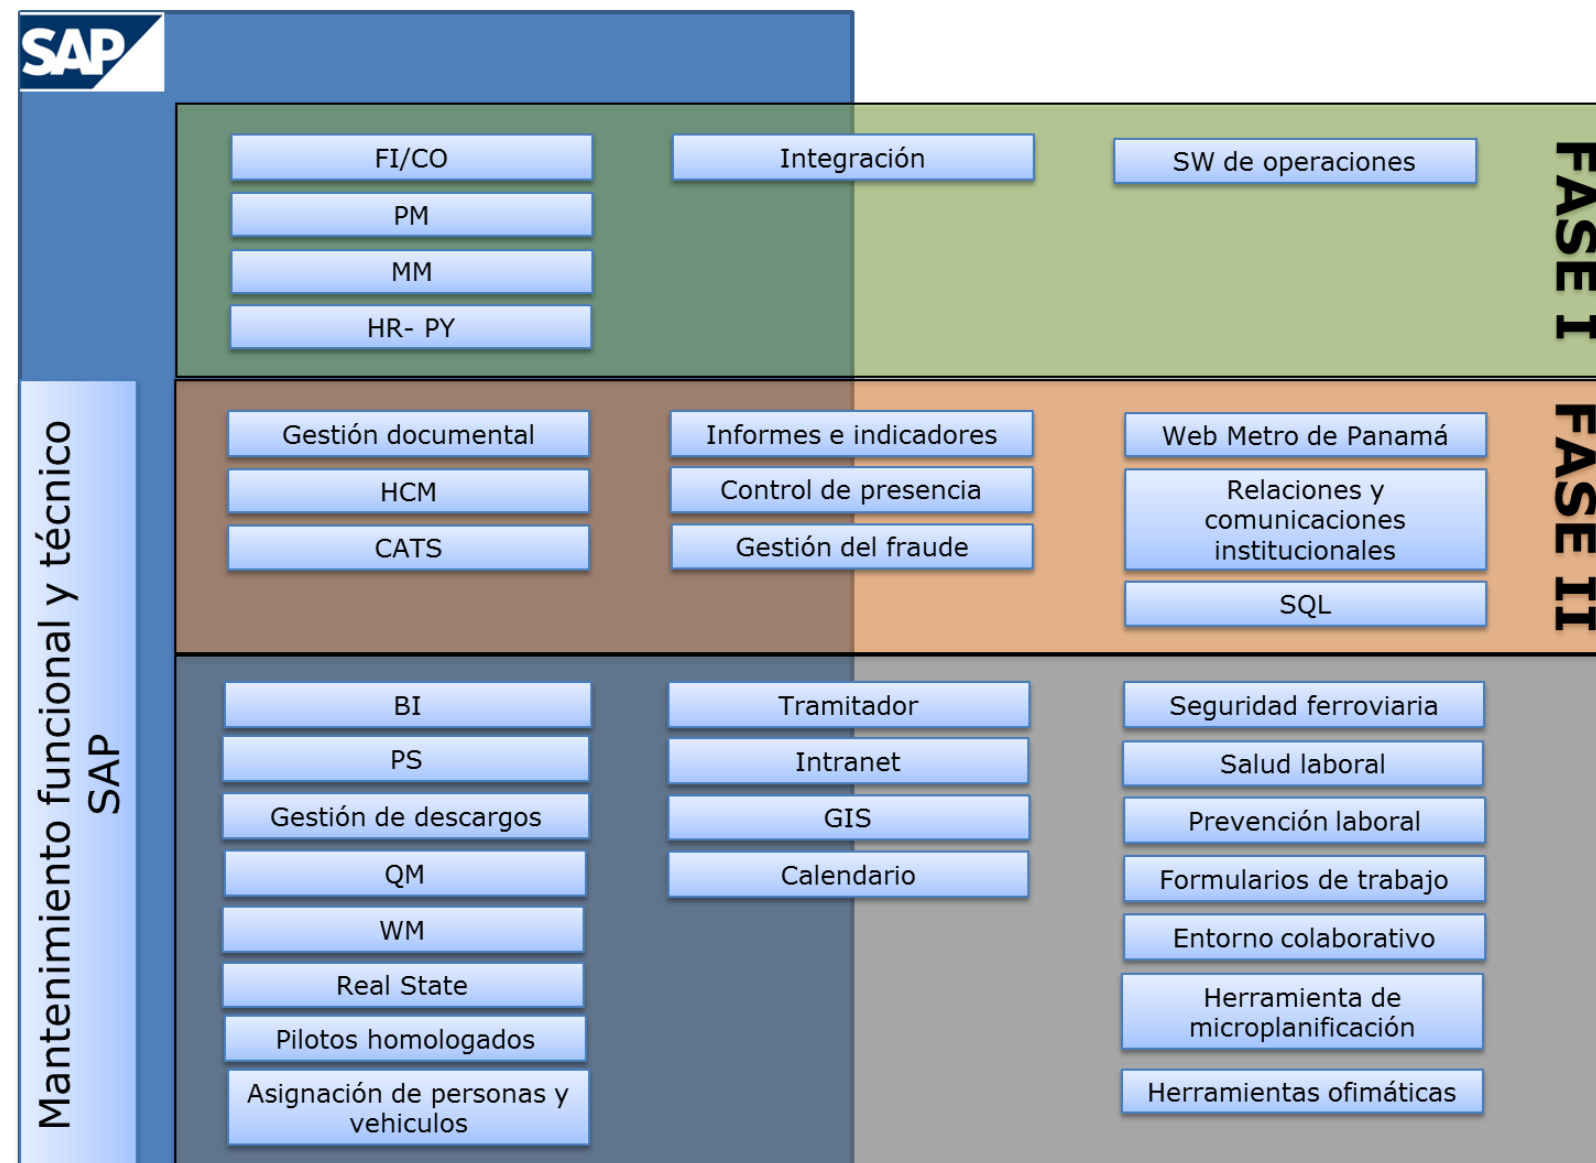 SAP
FI/CO
PM
MM
HR- PY
Integración
SW de operaciones
FASE I
Mantenimiento funcional y técnico
SAP
Gestión documental
HCM
CATS
Informes e indicadores
Control de presencia
Gestión del fraude
Web Metro de Panamá
Relaciones y
comunicaciones
institucionales
SQL
FASE II
BI
PS
Gestión de descargos
QM
WM
Real State
Pilotos homologados
Asignación de personas y
vehiculos
Tramitador
Intranet
GIS
Calendario
Seguridad ferroviaria
Salud laboral
Prevención laboral
Formularios de trabajo
Entorno colaborativo
Herramienta de
microplanificación
Herramientas ofimáticas